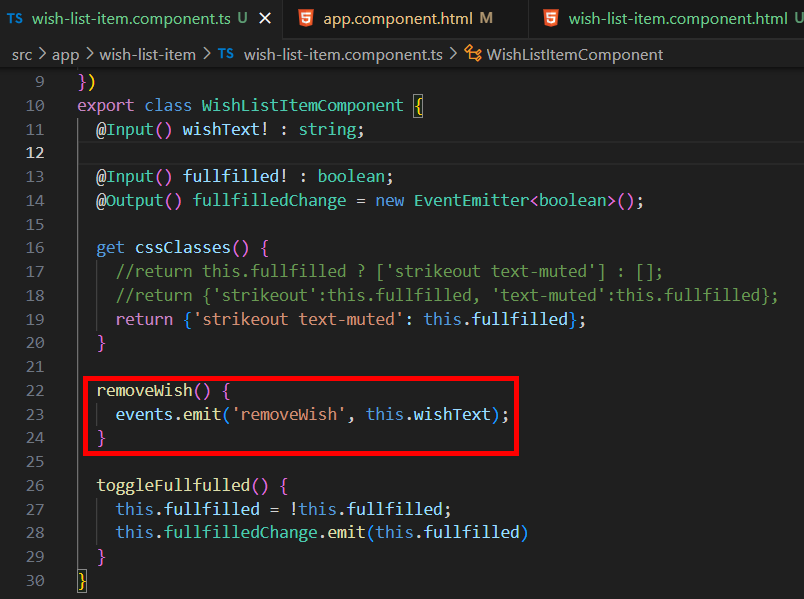 TS wish-list-item.component.ts U × app.component.html M wish-list-item.component.html U
src > app > wish-list-item > TS wish-list-item.component.ts > WishListItemComponent
9 })
10 export class WishListItemComponent {
11 @Input() wishText! : string;
12
13 @Input() fullfilled! : boolean;
14 @Output() fullfilledChange = new EventEmitter<boolean>();
15
16 get cssClasses() {
17 //return this.fullfilled ? ['strikeout text-muted'] : [];
18 //return {'strikeout':this.fullfilled, 'text-muted':this.fullfilled};
19 return {'strikeout text-muted': this.fullfilled};
20 }
21
22 removeWish() {
23 events.emit('removeWish', this.wishText);
24 }
25
26 toggleFullfulled() {
27 this.fullfilled = !this.fullfilled;
28 this.fullfilledChange.emit(this.fullfilled)
29 }
30 }